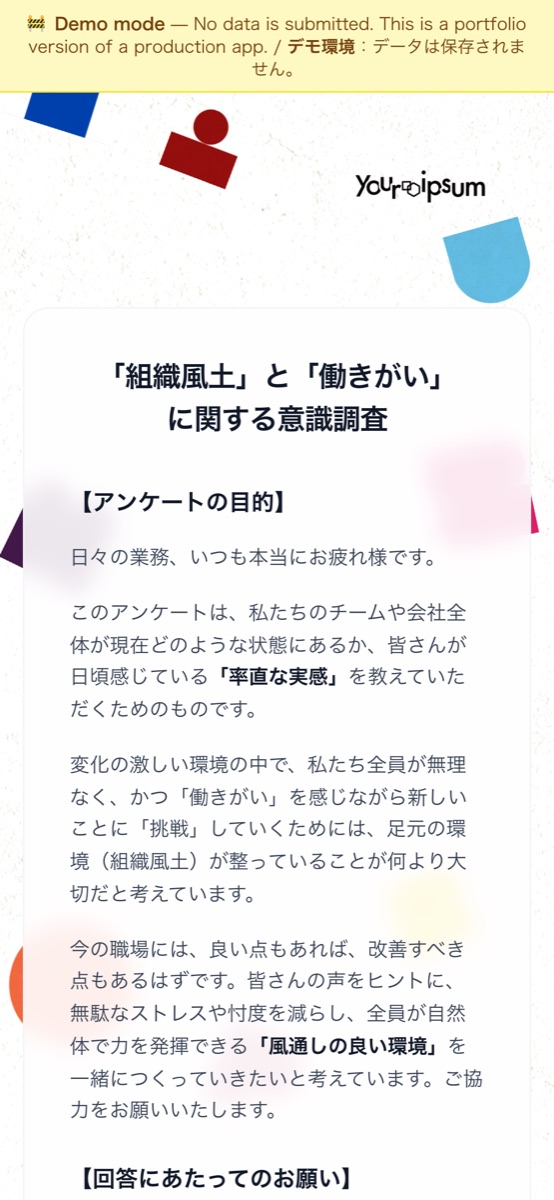 🚧 Demo mode — No data is submitted. This is a portfolio
version of a production app. / デモ環境：データは保存されま
せん。
Your ipsum
「組織風土」と「働きがい」
に関する意識調査
【アンケートの目的】
日々の業務、いつも本当にお疲れ様です。
このアンケートは、私たちのチームや会社全
体が現在どのような状態にあるか、皆さんが
日頃感じている「率直な実感」を教えていた
だくためのものです。
変化の激しい環境の中で、私たち全員が無理
なく、かつ「働きがい」を感じながら新しい
ことに「挑戦」していくためには、足元の環
境（組織風土）が整っていることが何より大
切だと考えています。
今の職場には、良い点もあれば、改善すべき
点もあるはずです。皆さんの声をヒントに、
無駄なストレスや忖度を減らし、全員が自然
体で力を発揮できる「風通しの良い環境」を
一緒につくっていきたいと考えています。ご協
力をお願いいたします。
【回答にあたってのお願い】